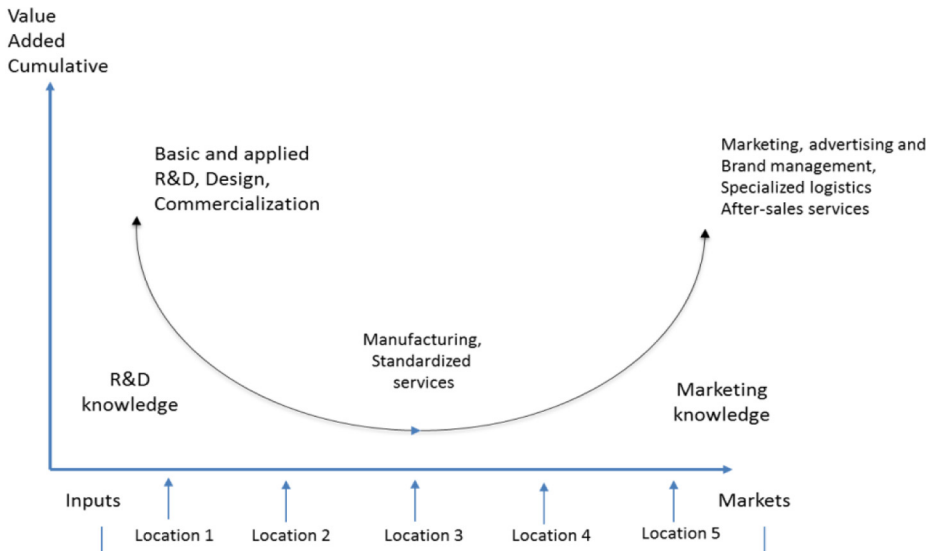 Value
Added
Cumulative
Basic and applied
R&D, Design,
Commercialization
Marketing, advertising and
Brand management,
Specialized logistics
After-sales services
Manufacturing,
Standardized
services
R&D
knowledge
Marketing
knowledge
Inputs
Markets
Location 1
Location 2
Location 3
Location 4
Location 5